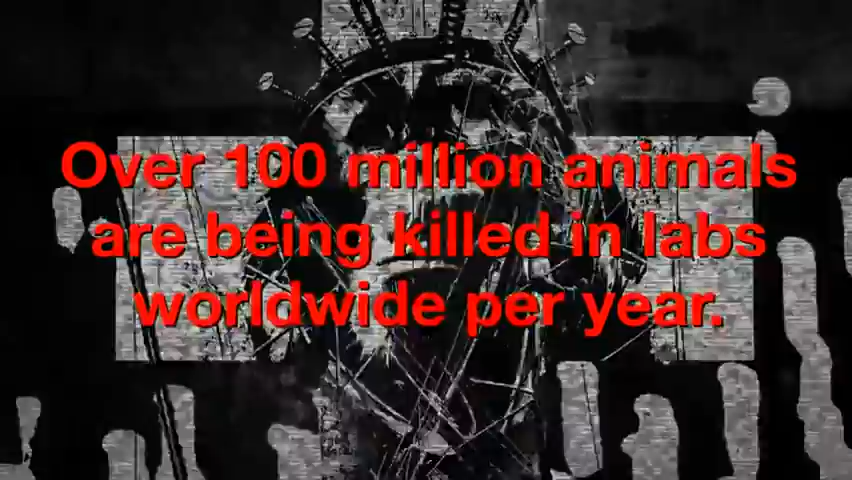 Over 100 million animals
are being killed in labs
worldwide per year.